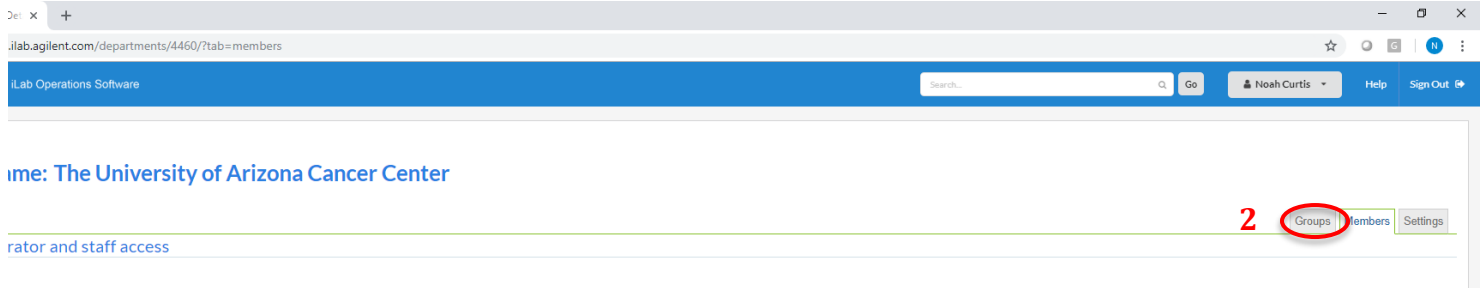 Det
.ilab.agilent.com/departments/4460/?tab=members
G N
iLab Operations Software Search... Go Noah Curtis Help Sign Out
ame: The University of Arizona Cancer Center
2 Groups Members Settings
rator and staff access